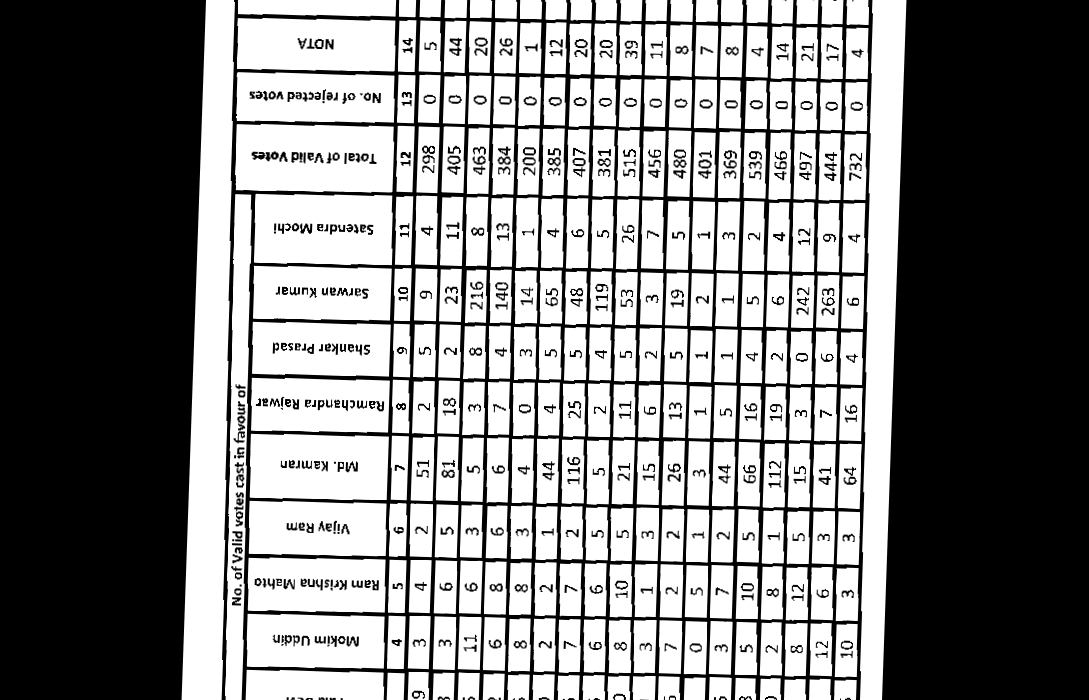 No. of Valid votes cast in favour of
Mokim Uddin Ram Krishna Mahto Vijay Ram Md. Kamran Ramchandra Rajwar Shankar Prasad Sarwan Kumar Satendra Mochi Total of Valid Votes No. of rejected votes NOTA
4 5 6 7 8 9 10 11 12 13 14
3 4 2 51 2 5 9 4 298 0 5
3 6 5 81 18 2 23 11 405 0 44
11 6 3 5 3 8 216 8 463 0 20
6 8 6 6 7 4 140 13 384 0 26
8 8 3 4 0 3 14 1 200 0 1
2 2 1 44 4 5 65 4 385 0 12
7 7 2 116 25 5 48 6 407 0 20
6 6 5 5 2 4 119 5 381 0 20
8 10 5 21 11 5 53 26 515 0 39
3 1 3 15 6 2 3 7 456 0 11
7 2 2 26 13 5 19 5 480 0 8
0 5 1 3 1 1 2 1 401 0 7
3 7 2 44 5 1 1 3 369 0 8
5 10 5 66 16 4 5 2 539 0 4
2 8 1 112 19 2 6 4 466 0 14
8 12 5 15 3 0 242 12 497 0 21
12 6 3 41 7 6 263 9 444 0 17
10 3 3 64 16 4 6 4 732 0 4